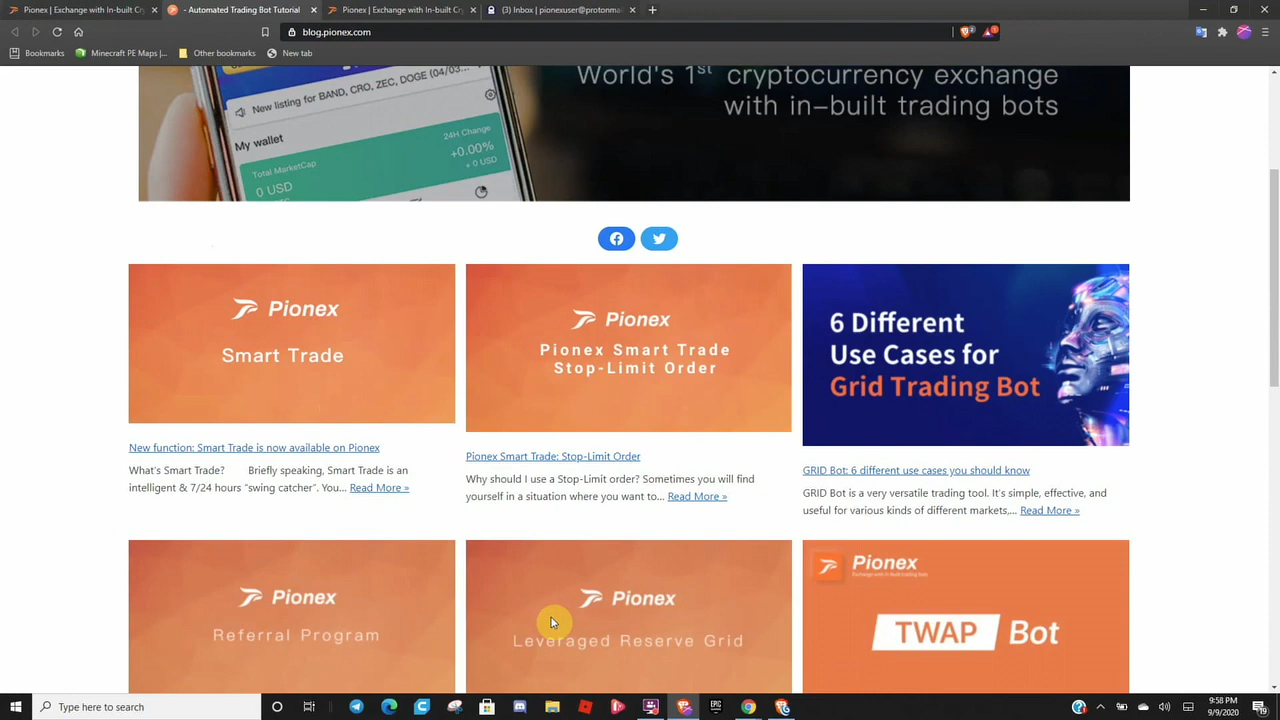 Pionex | Exchange with In-built Cry
- Automated Trading Bot Tutorial
Pionex | Exchange with In-built Cry
(3) Inbox | pionexuser@protonmail
blog.pionex.com
Bookmarks
Minecraft PE Maps |...
Other bookmarks
New tab
New listing for BAND, CRO, ZEC, DOGE (04/03...
My wallet
24H Change
+0.00%
+ 0 USD
Total MarketCap
0 USD
World's 1st cryptocurrency exchange
with in-built trading bots
Pionex
Smart Trade
Pionex
Pionex Smart Trade
Stop-Limit Order
6 Different
Use Cases for
Grid Trading Bot
New function: Smart Trade is now available on Pionex
What's Smart Trade? Briefly speaking, Smart Trade is an
intelligent & 7/24 hours "swing catcher". You... Read More »
Pionex Smart Trade: Stop-Limit Order
Why should I use a Stop-Limit order? Sometimes you will find
yourself in a situation where you want to... Read More »
GRID Bot: 6 different use cases you should know
GRID Bot is a very versatile trading tool. It's simple, effective, and
useful for various kinds of different markets,... Read More »
Pionex
Referral Program
Pionex
Leveraged Reserve Grid
Pionex
Exchange with in-built trading bots
TWAP Bot
Type here to search
9:58 PM
9/9/2020